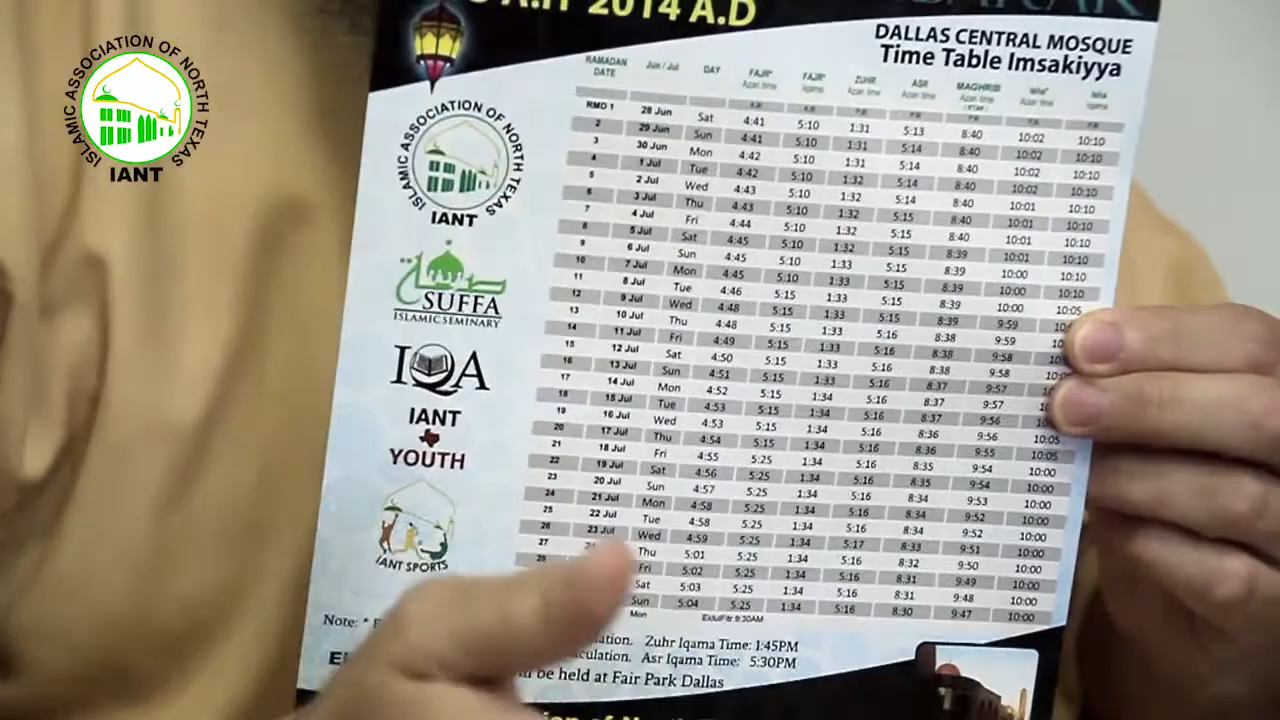 ISLAMIC ASSOCIATION OF NORTH TEXAS
IANT
2014 A.D
DALLAS CENTRAL MOSQUE
Time Table Imsakiyya
RAMADAN DATE Jun / Jul DAY FAJR* Azan time FAJR* Iqama ZUHR Azan time ASR Azan time MAGHRIB Azan time Isha* Azan time Isha Iqama
RMD 1 28 Jun Sat 4:41 5:10 1:31 5:13 8:40 10:02 10:10
2 29 Jun Sun 4:41 5:10 1:31 5:14 8:40 10:02 10:10
3 30 Jun Mon 4:42 5:10 1:31 5:14 8:40 10:02 10:10
4 1 Jul Tue 4:42 5:10 1:32 5:14 8:40 10:02 10:10
5 2 Jul Wed 4:43 5:10 1:32 5:14 8:40 10:01 10:10
6 3 Jul Thu 4:43 5:10 1:32 5:15 8:40 10:01 10:10
7 4 Jul Fri 4:44 5:10 1:32 5:15 8:40 10:01 10:10
8 5 Jul Sat 4:45 5:10 1:32 5:15 8:39 10:01 10:10
9 6 Jul Sun 4:45 5:10 1:33 5:15 8:39 10:00 10:10
10 7 Jul Mon 4:45 5:10 1:33 5:15 8:39 10:00 10:10
11 8 Jul Tue 4:46 5:15 1:33 5:15 8:39 10:00 10:05
12 9 Jul Wed 4:48 5:15 1:33 5:15 8:39 9:59
13 10 Jul Thu 4:48 5:15 1:33 5:16 8:38 9:59
14 11 Jul Fri 4:49 5:15 1:33 5:16 8:38 9:58
15 12 Jul Sat 4:50 5:15 1:33 5:16 8:38 9:58
16 13 Jul Sun 4:51 5:15 1:33 5:16 8:37 9:57
17 14 Jul Mon 4:52 5:15 1:34 5:16 8:37 9:57
18 15 Jul Tue 4:53 5:15 1:34 5:16 8:37 9:56
19 16 Jul Wed 4:53 5:15 1:34 5:16 8:36 9:56 10:05
20 17 Jul Thu 4:54 5:15 1:34 5:16 8:36 9:55 10:05
21 18 Jul Fri 4:55 5:25 1:34 5:16 8:35 9:54 10:00
22 19 Jul Sat 4:56 5:25 1:34 5:16 8:35 9:54 10:00
23 20 Jul Sun 4:57 5:25 1:34 5:16 8:34 9:53 10:00
24 21 Jul Mon 4:58 5:25 1:34 5:16 8:34 9:52 10:00
25 22 Jul Tue 4:58 5:25 1:34 5:16 8:34 9:52 10:00
26 23 Jul Wed 4:59 5:25 1:34 5:17 8:33 9:51 10:00
27 Thu 5:01 5:25 1:34 5:16 8:32 9:50 10:00
28 Fri 5:02 5:25 1:34 5:16 8:31 9:49 10:00
Sat 5:03 5:25 1:34 5:16 8:31 9:48 10:00
Sun 5:04 5:25 1:34 5:16 8:30 9:47 10:00
Mon EidulFitr 9:30AM
ISLAMIC ASSOCIATION OF NORTH TEXAS
IANT
صفة
SUFFA
ISLAMIC SEMINARY
IQA
IANT
YOUTH
IANT SPORTS
Note: *
Zuhr Iqama Time: 1:45PM
Asr Iqama Time: 5:30PM
be held at Fair Park Dallas